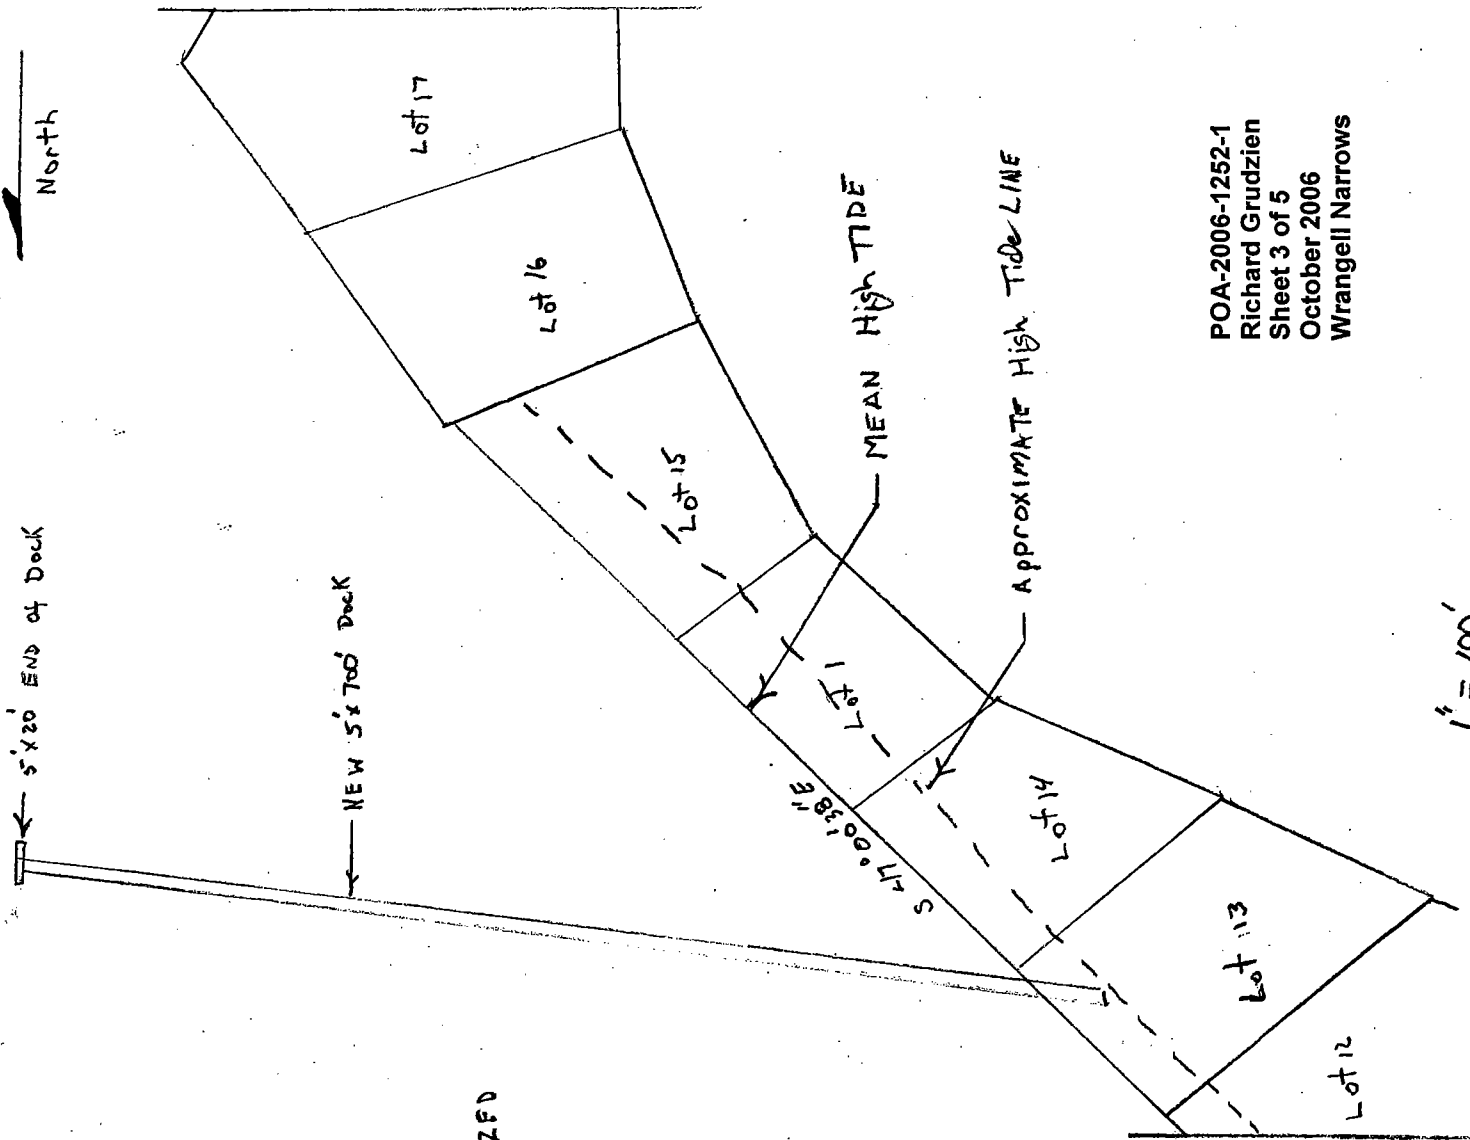 North
5'x20' END of Dock
NEW 5'x700' Dock
Lot 17
Lot 16
Lot 15
Lot 1
Lot 14
Lot 13
Lot 12
MEAN High TIDE
Approximate High Tide Line
S 47°00'38"E
ZED
1" = 100'
POA-2006-1252-1
Richard Grudzien
Sheet 3 of 5
October 2006
Wrangell Narrows